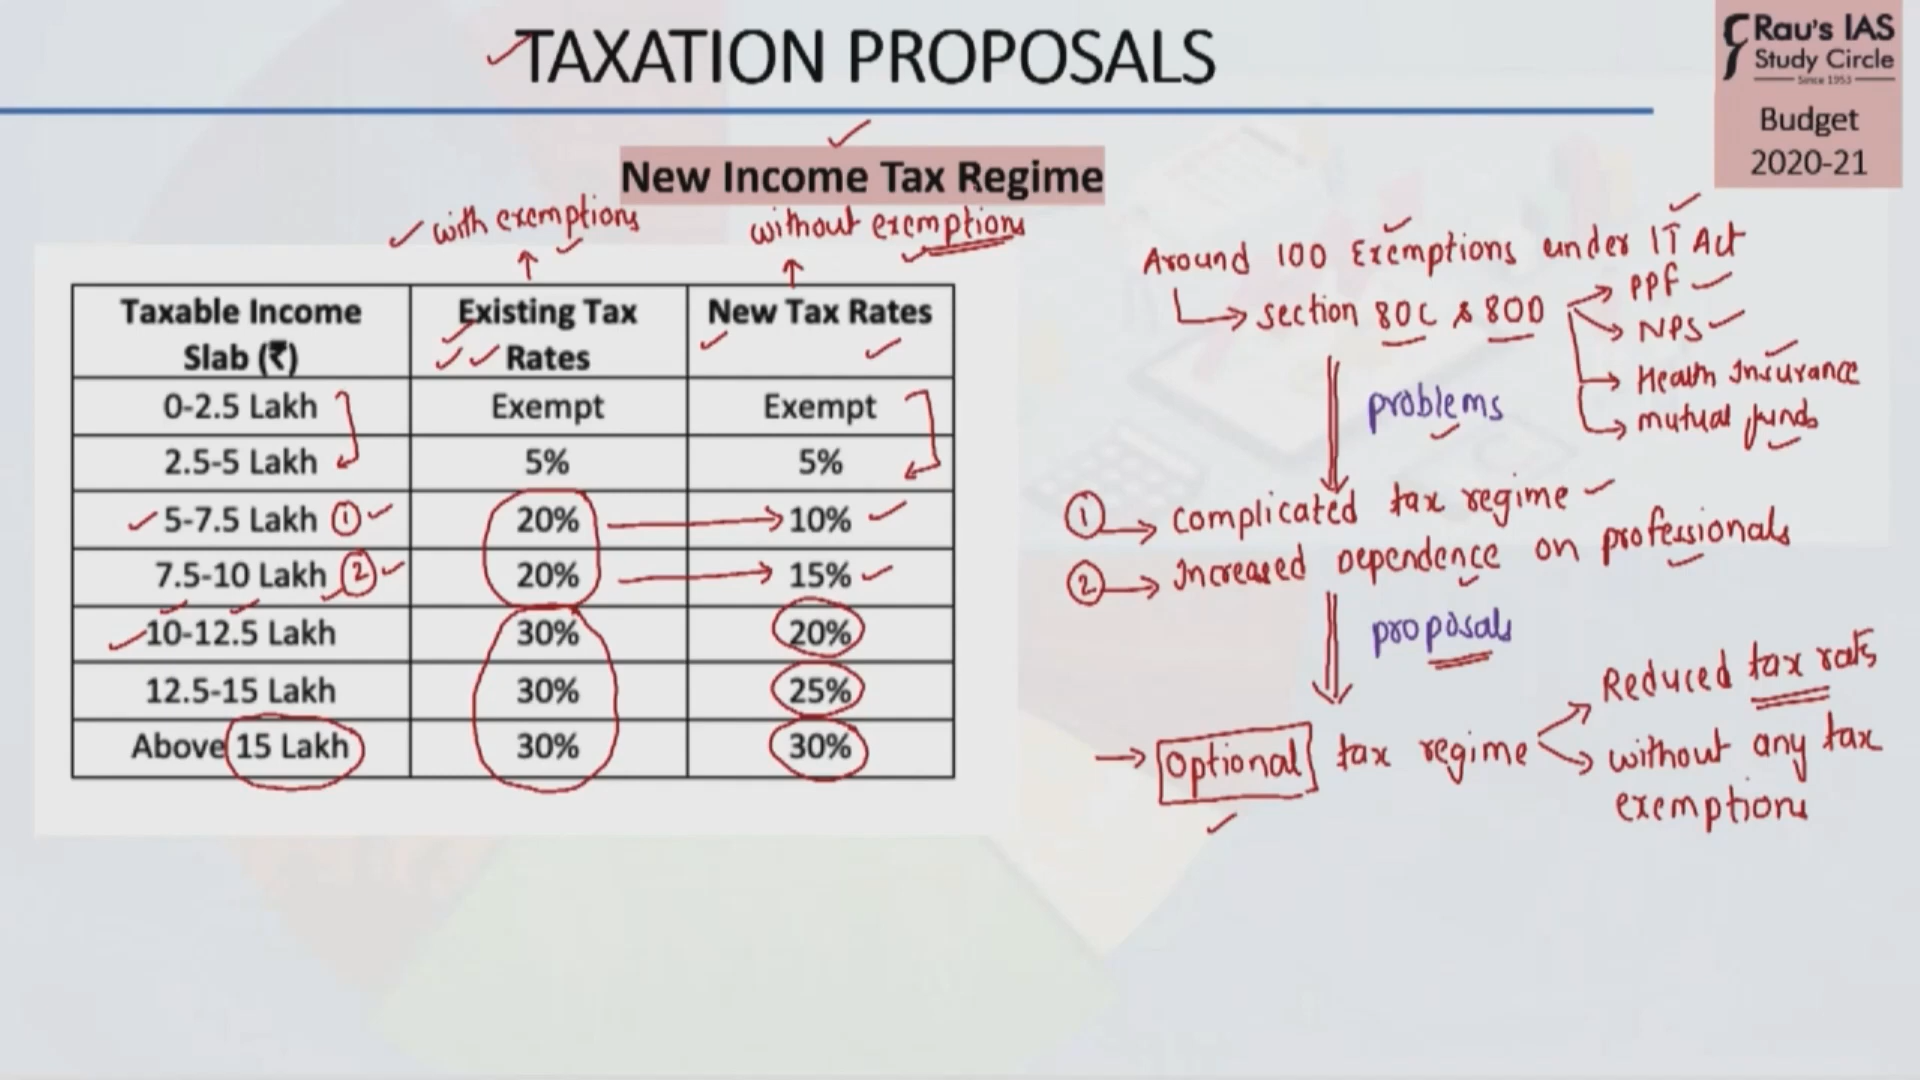 TAXATION PROPOSALS
Rau's IAS
Study Circle
Since 1953
Budget
2020-21
New Income Tax Regime
with exemptions
without exemptions
Taxable Income Slab (₹) Existing Tax Rates New Tax Rates
0-2.5 Lakh Exempt Exempt
2.5-5 Lakh 5% 5%
5-7.5 Lakh 1 20% 10%
7.5-10 Lakh 2 20% 15%
10-12.5 Lakh 30% 20%
12.5-15 Lakh 30% 25%
Above 15 Lakh 30% 30%
Around 100 Exemptions under IT Act
section 80C & 80D
PPF
NPS
Health Insurance
mutual funds
problems
1 complicated tax regime
2 Increased Dependence on professionals
proposals
Optional tax regime
Reduced tax rats
without any tax
exemptions